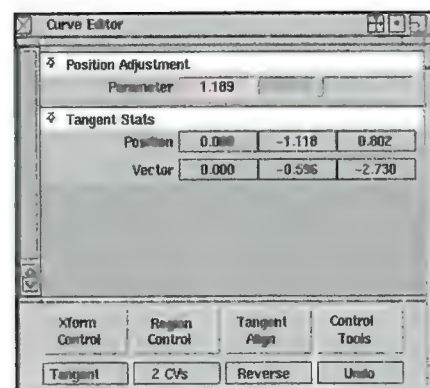 Curve Editor
Position Adjustment
Parameter 1.189
Tangent Stats
Position 0.000 -1.118 0.802
Vector 0.000 -0.596 -2.730
Xform Control Region Control Tangent Align Control Tools
Tangent 2 CVs Reverse Undo